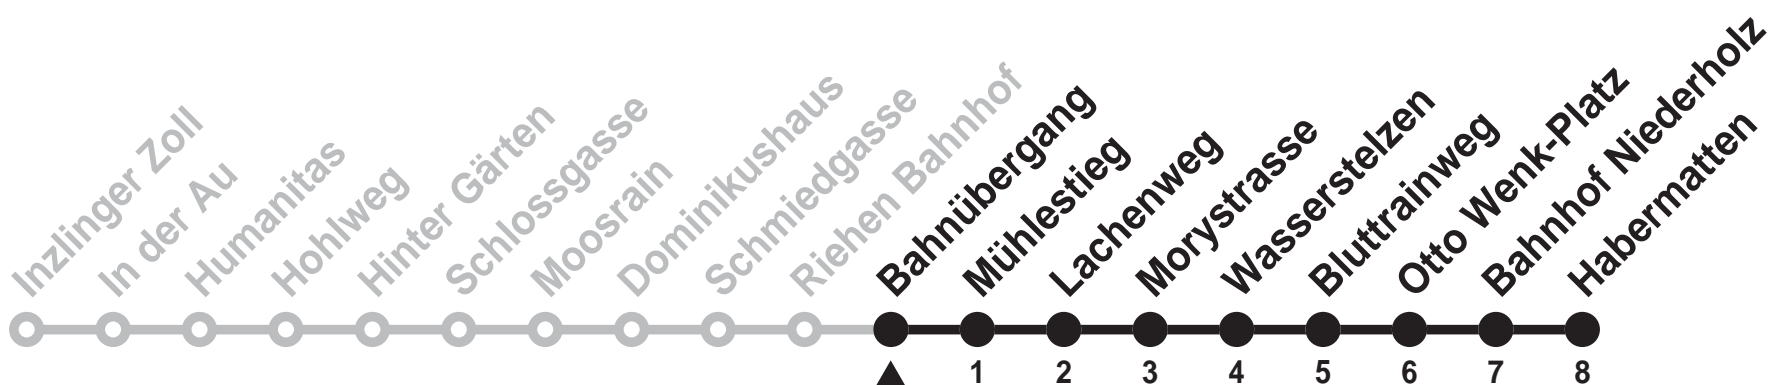 Inzlinger Zoll
In der Au
Humanitas
Hohlweg
Hinter Gärten
Schlossgasse
Moosrain
Dominikushaus
Schmiedgasse
Riehen Bahnhof
Bahnübergang
Mühlestieg
Lachenweg
Morystrasse
Wasserstelzen
Bluttrainweg
Otto Wenk-Platz
Bahnhof Niederholz
Habermatten
1 2 3 4 5 6 7 8